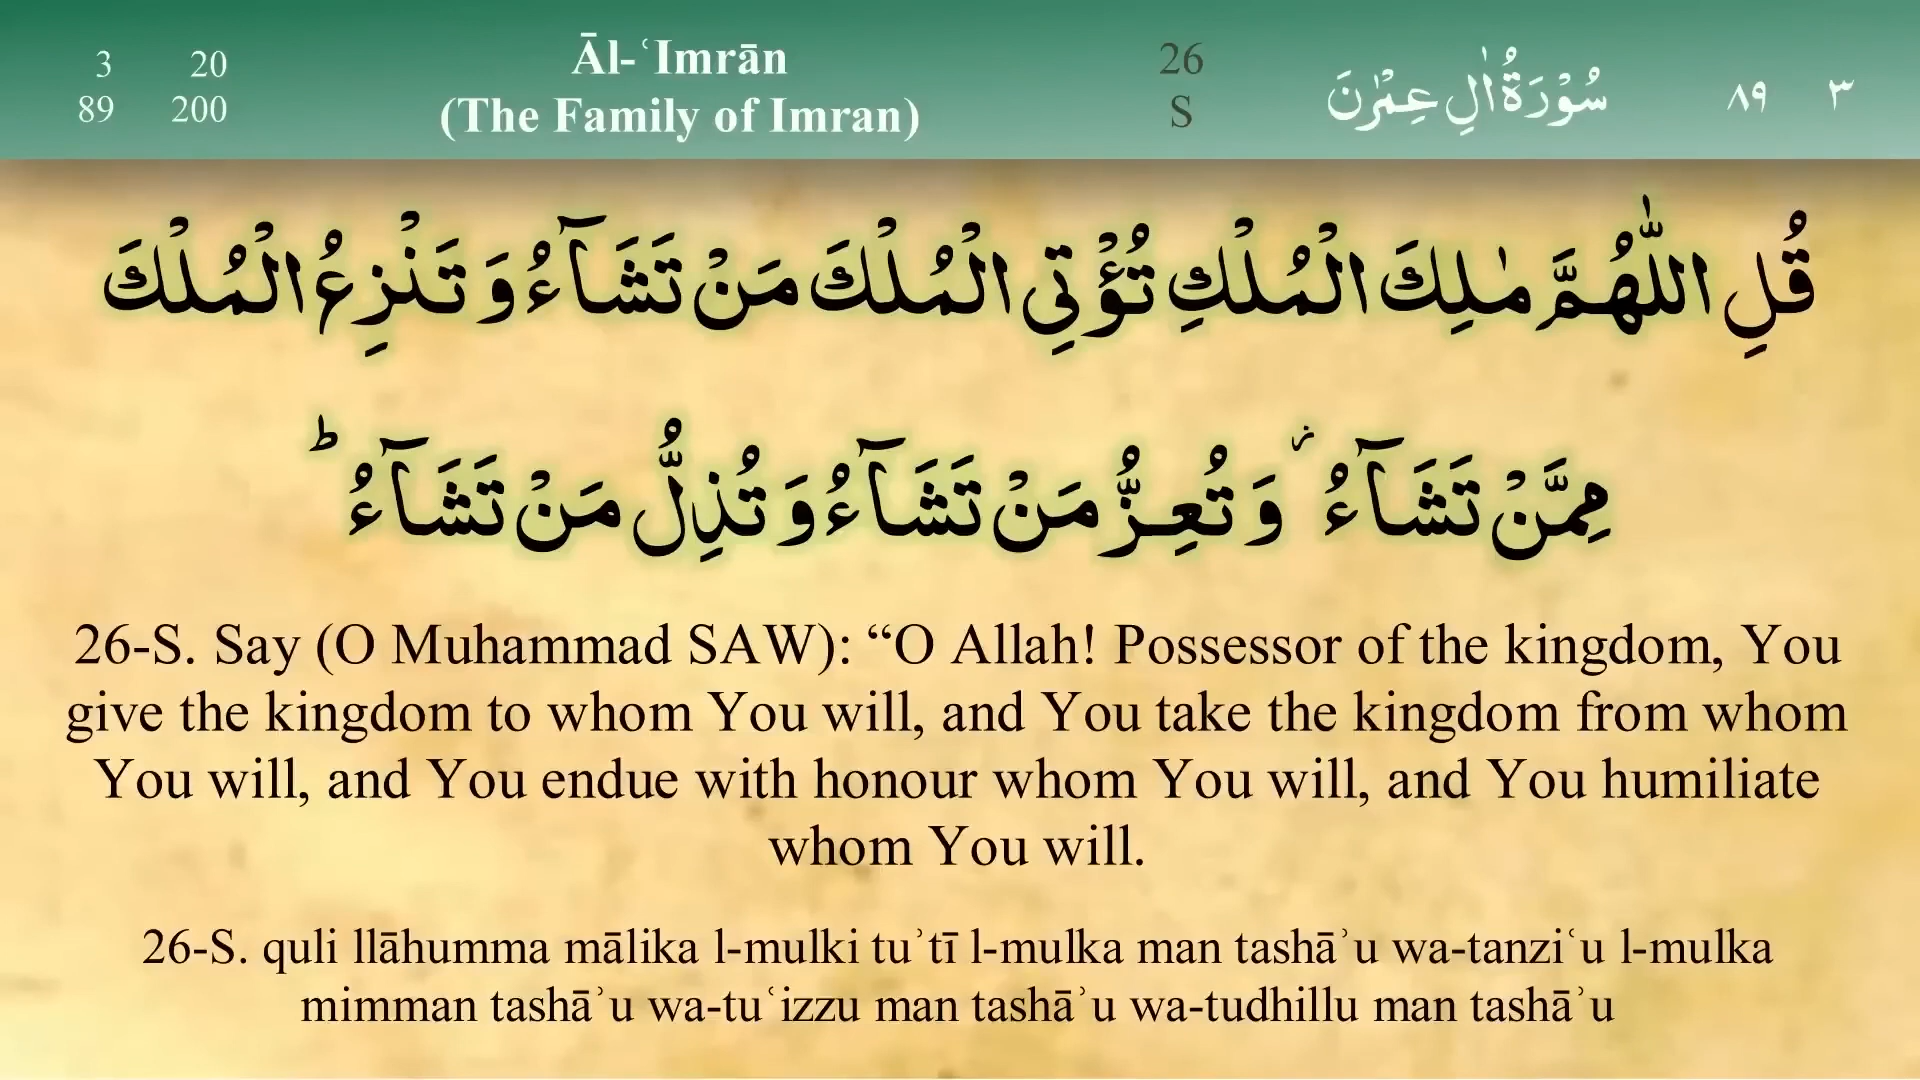 3 20
89 200
Āl-ʿImrān
(The Family of Imran)
26
S
سُوْرَةُ اٰلِ عِمْرٰنَ
٨٩ ٣
قُلِ اللّٰهُمَّ مٰلِكَ الْمُلْكِ تُؤْتِى الْمُلْكَ مَنْ تَشَآءُ وَ تَنْزِعُ الْمُلْكَ
مِمَّنْ تَشَآءُ ؗ وَ تُعِزُّ مَنْ تَشَآءُ وَ تُذِلُّ مَنْ تَشَآءُ ؕ
26-S. Say (O Muhammad SAW): “O Allah! Possessor of the kingdom, You
give the kingdom to whom You will, and You take the kingdom from whom
You will, and You endue with honour whom You will, and You humiliate
whom You will.
26-S. quli llāhumma mālika l-mulki tuʾtī l-mulka man tashāʾu wa-tanziʿu l-mulka
mimman tashāʾu wa-tuʿizzu man tashāʾu wa-tudhillu man tashāʾu